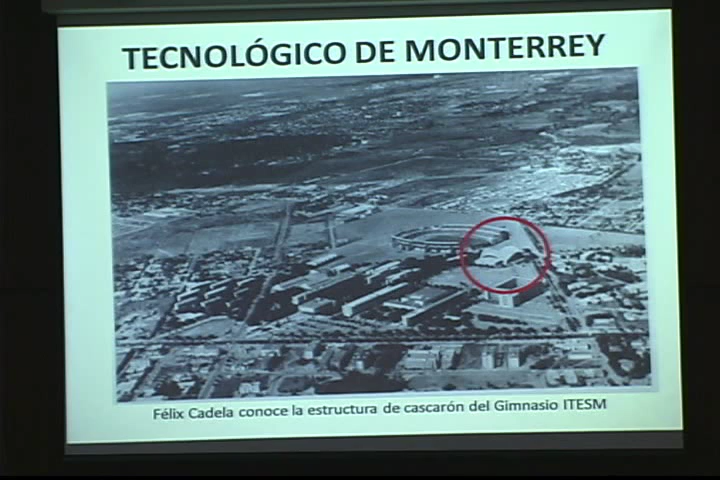 TECNOLÓGICO DE MONTERREY
Félix Cadela conoce la estructura de cascarón del Gimnasio ITESM